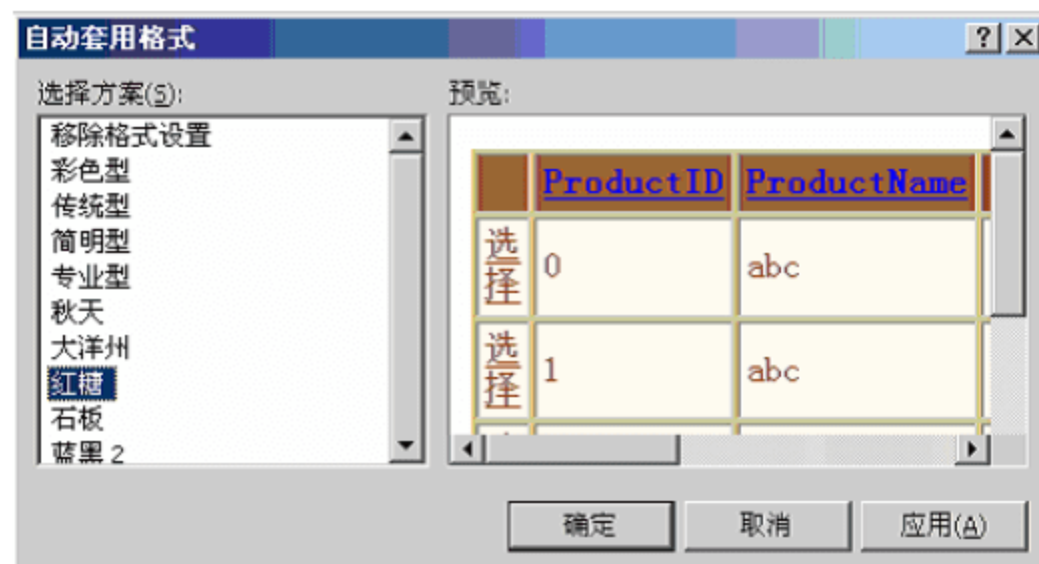 自动套用格式
选择方案(S):
移除格式设置
彩色型
传统型
简明型
专业型
秋天
大洋州
红糖
石板
蓝黑 2
预览:
ProductID ProductName
选择 0 abc
选择 1 abc
确定 取消 应用(A)